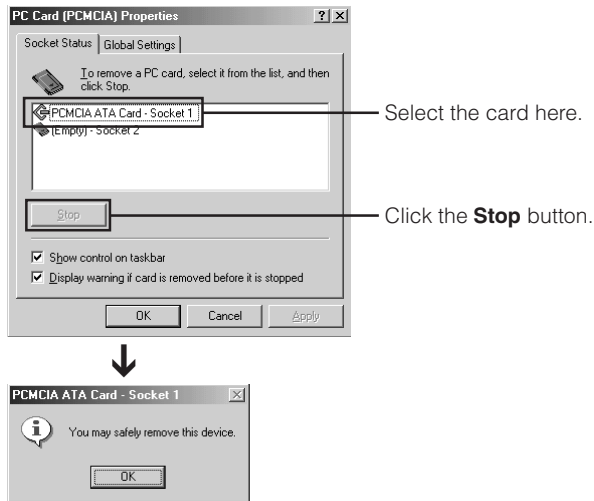 PC Card (PCMCIA) Properties
Socket Status
Global Settings
To remove a PC card, select it from the list, and then
click Stop.
PCMCIA ATA Card - Socket 1
(Empty) - Socket 2
Select the card here.
Stop
Click the Stop button.
Show control on taskbar
Display warning if card is removed before it is stopped
OK
Cancel
Apply
PCMCIA ATA Card - Socket 1
You may safely remove this device.
OK